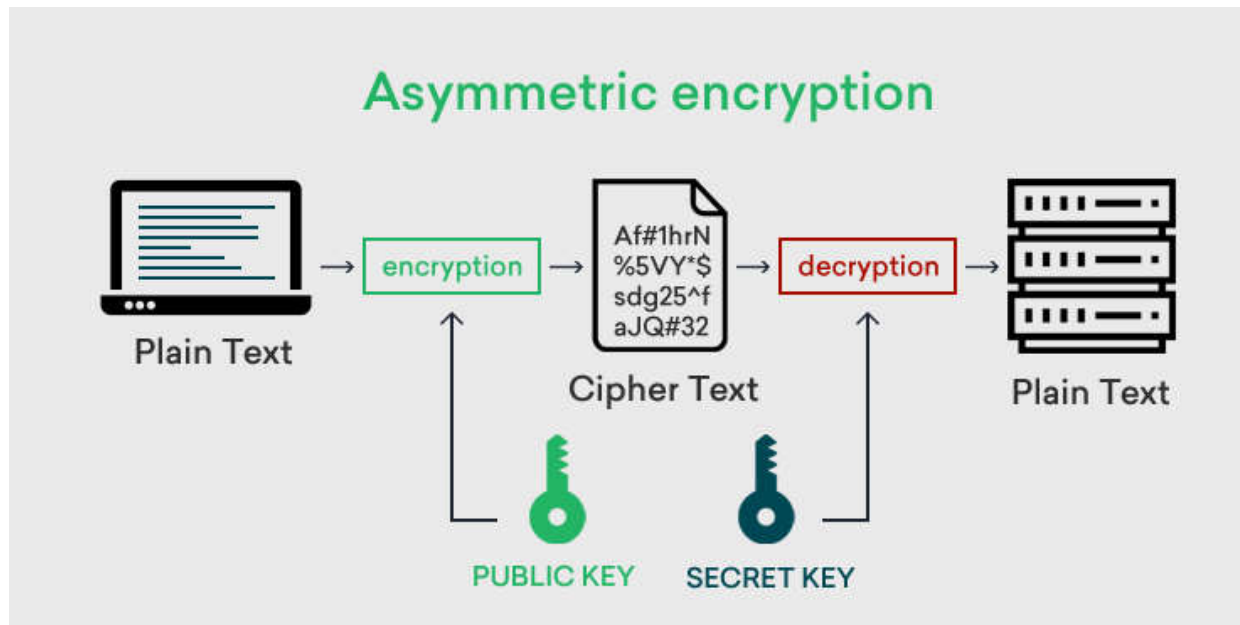 Asymmetric encryption
encryption
decryption
Af#1hrN
%5VY*$
sdg25^f
aJQ#32
Plain Text
Cipher Text
Plain Text
PUBLIC KEY
SECRET KEY